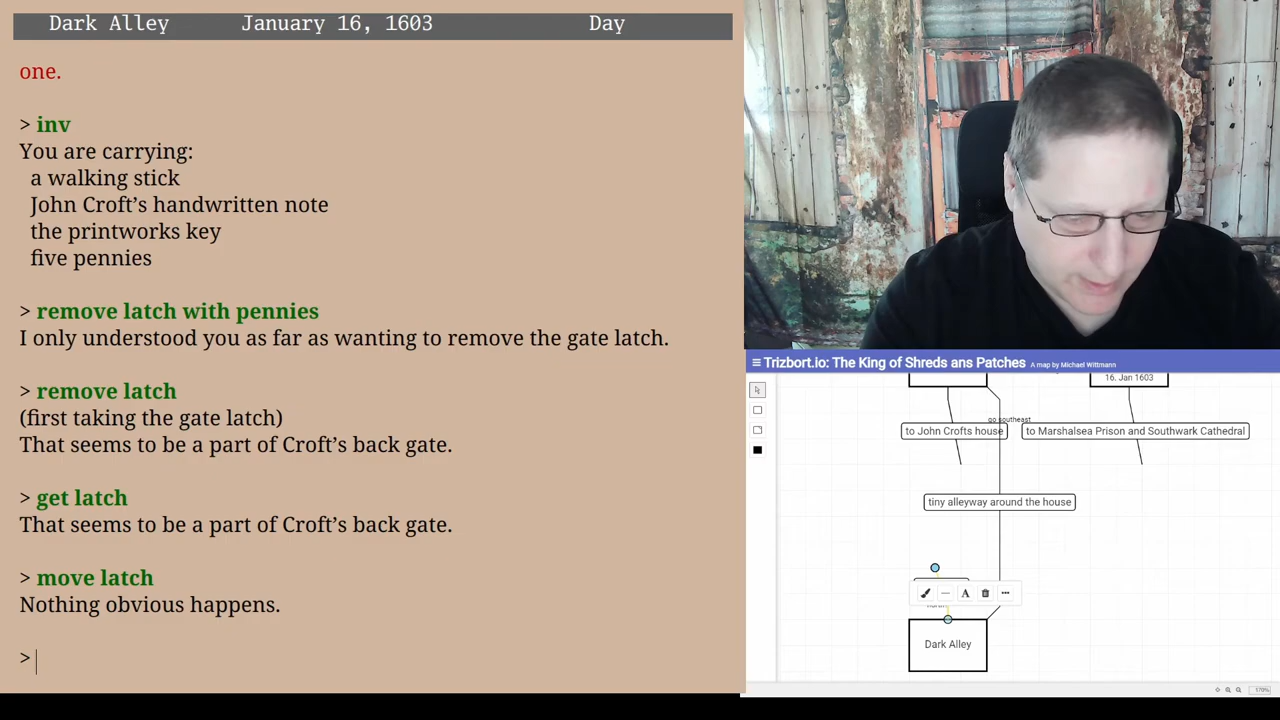 Dark Alley January 16, 1603 Day
one.
> inv
You are carrying:
a walking stick
John Croft’s handwritten note
the printworks key
five pennies
> remove latch with pennies
I only understood you as far as wanting to remove the gate latch.
> remove latch
(first taking the gate latch)
That seems to be a part of Croft’s back gate.
> get latch
That seems to be a part of Croft’s back gate.
> move latch
Nothing obvious happens.
>
Trizbort.io: The King of Shreds ans Patches A map by Michael Wittmann
16. Jan 1603
go southeast
to John Crofts house
to Marshalsea Prison and Southwark Cathedral
tiny alleyway around the house
A
Dark Alley